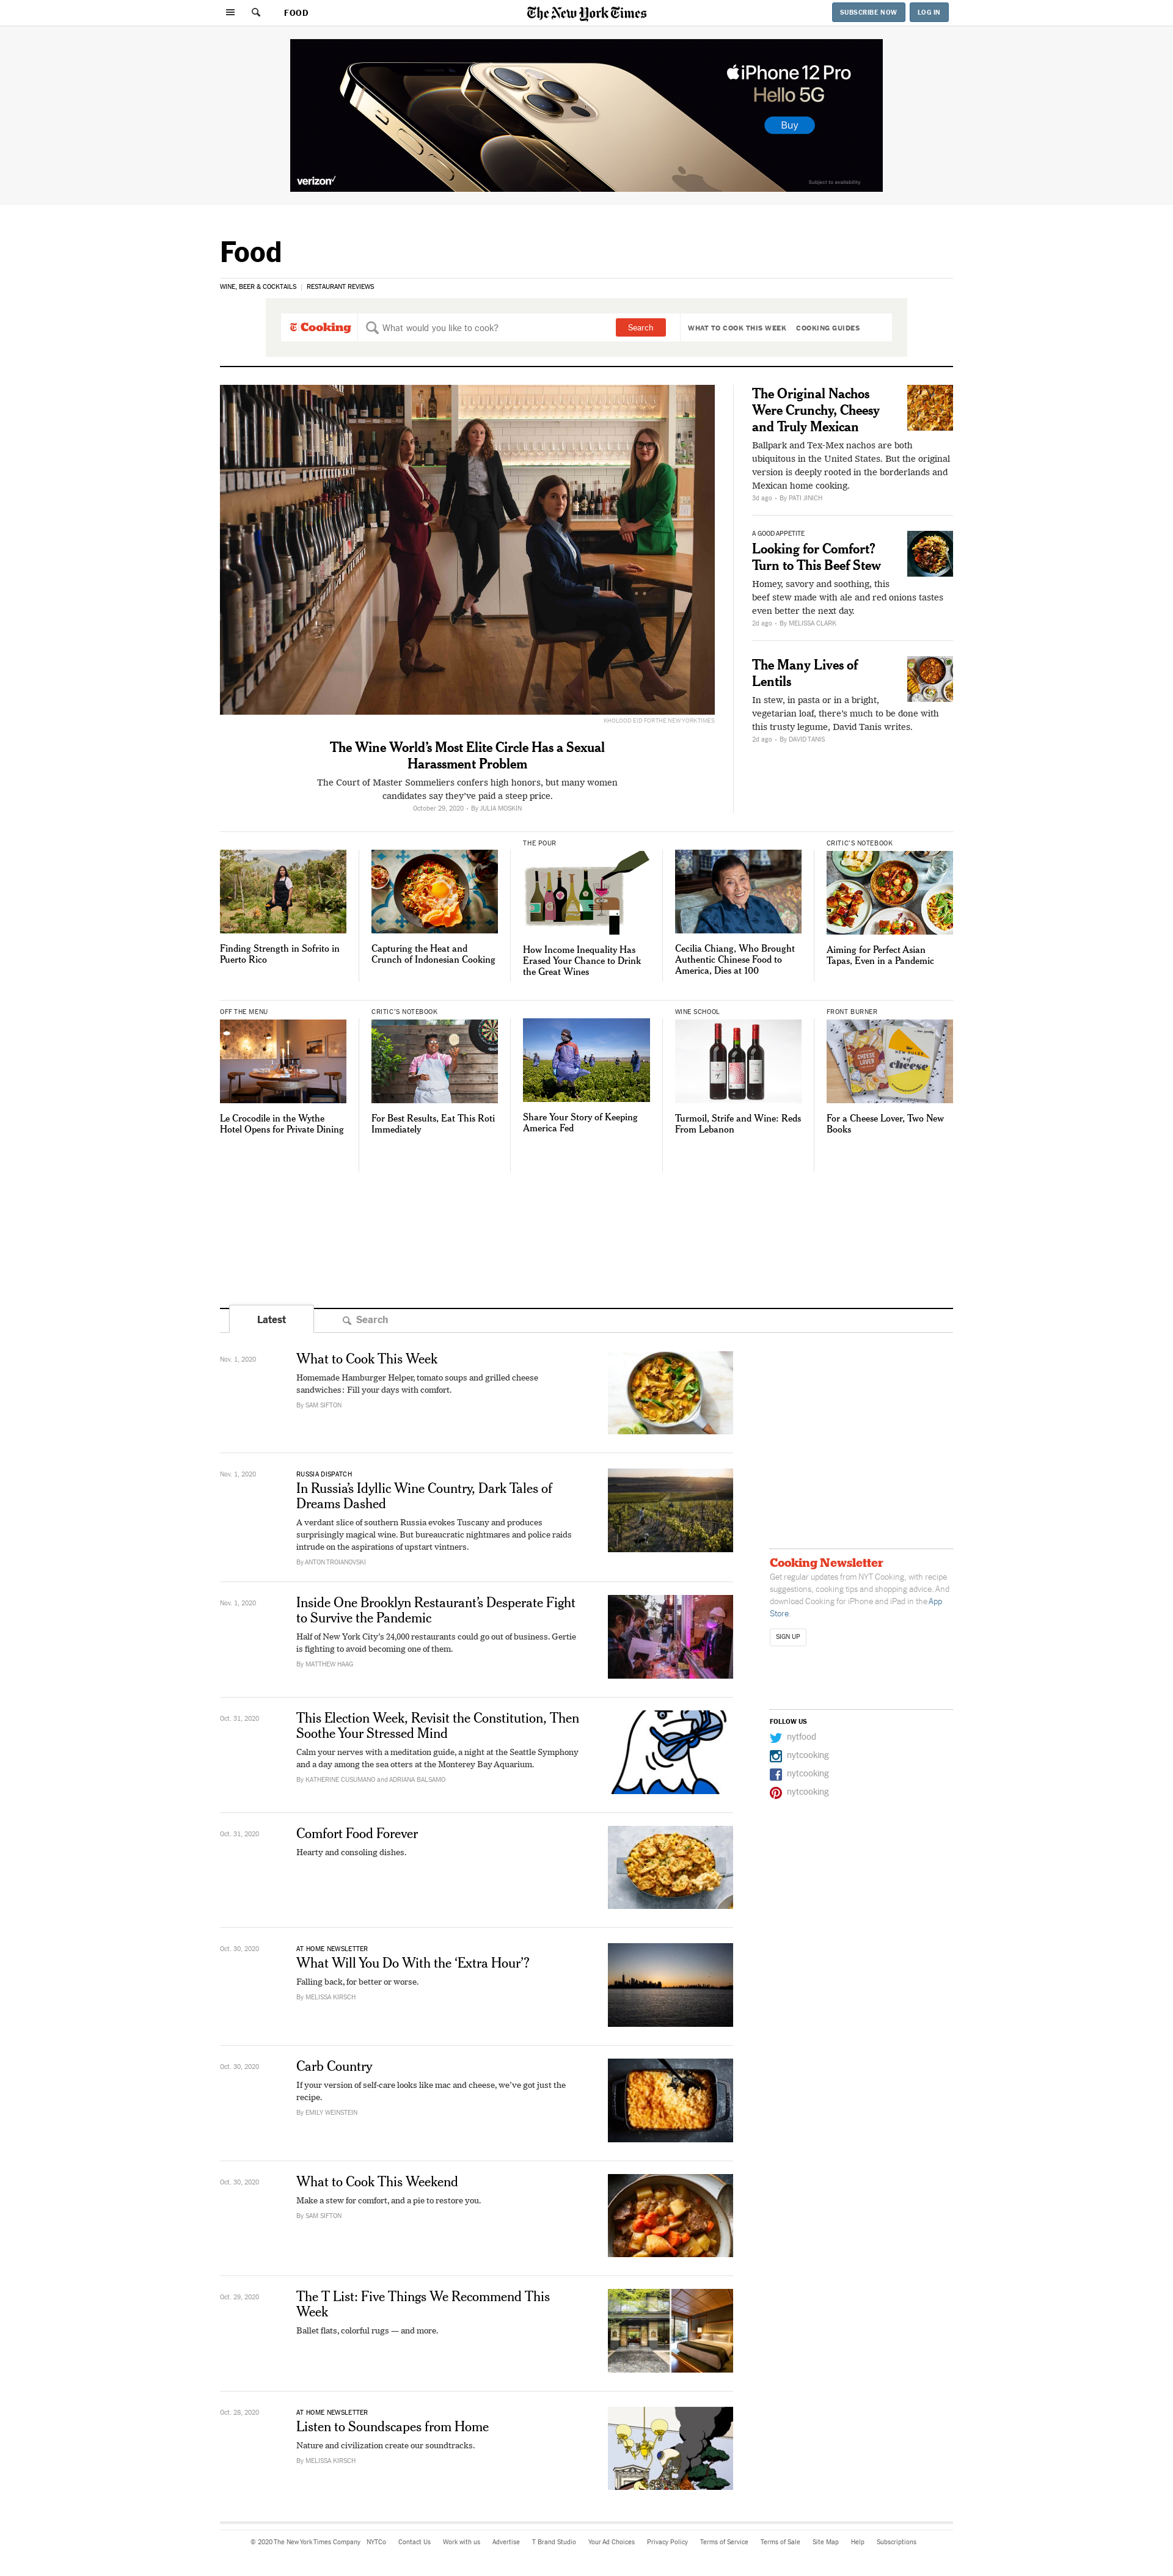 FOOD
The New York Times
SUBSCRIBE NOW
LOG IN
iPhone 12 Pro
Hello 5G
Buy
verizon✓
Subject to availability
Food
WINE, BEER & COCKTAILS | RESTAURANT REVIEWS
Cooking
What would you like to cook?
Search
WHAT TO COOK THIS WEEK
COOKING GUIDES
KHOLOOD EID FOR THE NEW YORK TIMES
The Wine World's Most Elite Circle Has a Sexual
Harassment Problem
The Court of Master Sommeliers confers high honors, but many women
candidates say they've paid a steep price.
October 29, 2020 • By JULIA MOSKIN
The Original Nachos
Were Crunchy, Cheesy
and Truly Mexican
Ballpark and Tex-Mex nachos are both
ubiquitous in the United States. But the original
version is deeply rooted in the borderlands and
Mexican home cooking.
3d ago • By PATI JINICH
A GOOD APPETITE
Looking for Comfort?
Turn to This Beef Stew
Homey, savory and soothing, this
beef stew made with ale and red onions tastes
even better the next day.
2d ago • By MELISSA CLARK
The Many Lives of
Lentils
In stew, in pasta or in a bright,
vegetarian loaf, there's much to be done with
this trusty legume, David Tanis writes.
2d ago • By DAVID TANIS
Finding Strength in Sofrito in
Puerto Rico
Capturing the Heat and
Crunch of Indonesian Cooking
THE POUR
How Income Inequality Has
Erased Your Chance to Drink
the Great Wines
Cecilia Chiang, Who Brought
Authentic Chinese Food to
America, Dies at 100
CRITIC'S NOTEBOOK
Aiming for Perfect Asian
Tapas, Even in a Pandemic
OFF THE MENU
Le Crocodile in the Wythe
Hotel Opens for Private Dining
CRITIC'S NOTEBOOK
For Best Results, Eat This Roti
Immediately
Share Your Story of Keeping
America Fed
WINE SCHOOL
Turmoil, Strife and Wine: Reds
From Lebanon
FRONT BURNER
CHEESE
LOVER
of
cheese
For a Cheese Lover, Two New
Books
Latest
Search
Nov. 1, 2020
What to Cook This Week
Homemade Hamburger Helper, tomato soups and grilled cheese
sandwiches: Fill your days with comfort.
By SAM SIFTON
Nov. 1, 2020
RUSSIA DISPATCH
In Russia's Idyllic Wine Country, Dark Tales of
Dreams Dashed
A verdant slice of southern Russia evokes Tuscany and produces
surprisingly magical wine. But bureaucratic nightmares and police raids
intrude on the aspirations of upstart vintners.
By ANTON TROIANOVSKI
Nov. 1, 2020
Inside One Brooklyn Restaurant's Desperate Fight
to Survive the Pandemic
Half of New York City's 24,000 restaurants could go out of business. Gertie
is fighting to avoid becoming one of them.
By MATTHEW HAAG
Oct. 31, 2020
This Election Week, Revisit the Constitution, Then
Soothe Your Stressed Mind
Calm your nerves with a meditation guide, a night at the Seattle Symphony
and a day among the sea otters at the Monterey Bay Aquarium.
By KATHERINE CUSUMANO and ADRIANA BALSAMO
Oct. 31, 2020
Comfort Food Forever
Hearty and consoling dishes.
Oct. 30, 2020
AT HOME NEWSLETTER
What Will You Do With the 'Extra Hour'?
Falling back, for better or worse.
By MELISSA KIRSCH
Oct. 30, 2020
Carb Country
If your version of self-care looks like mac and cheese, we've got just the
recipe.
By EMILY WEINSTEIN
Oct. 30, 2020
What to Cook This Weekend
Make a stew for comfort, and a pie to restore you.
By SAM SIFTON
Oct. 29, 2020
The T List: Five Things We Recommend This
Week
Ballet flats, colorful rugs — and more.
Oct. 28, 2020
AT HOME NEWSLETTER
Listen to Soundscapes from Home
Nature and civilization create our soundtracks.
By MELISSA KIRSCH
Cooking Newsletter
Get regular updates from NYT Cooking, with recipe
suggestions, cooking tips and shopping advice. And
download Cooking for iPhone and iPad in the App
Store.
SIGN UP
FOLLOW US
nytfood
nytcooking
nytcooking
nytcooking
© 2020 The New York Times Company NYTCo Contact Us Work with us Advertise T Brand Studio Your Ad Choices Privacy Policy Terms of Service Terms of Sale Site Map Help Subscriptions